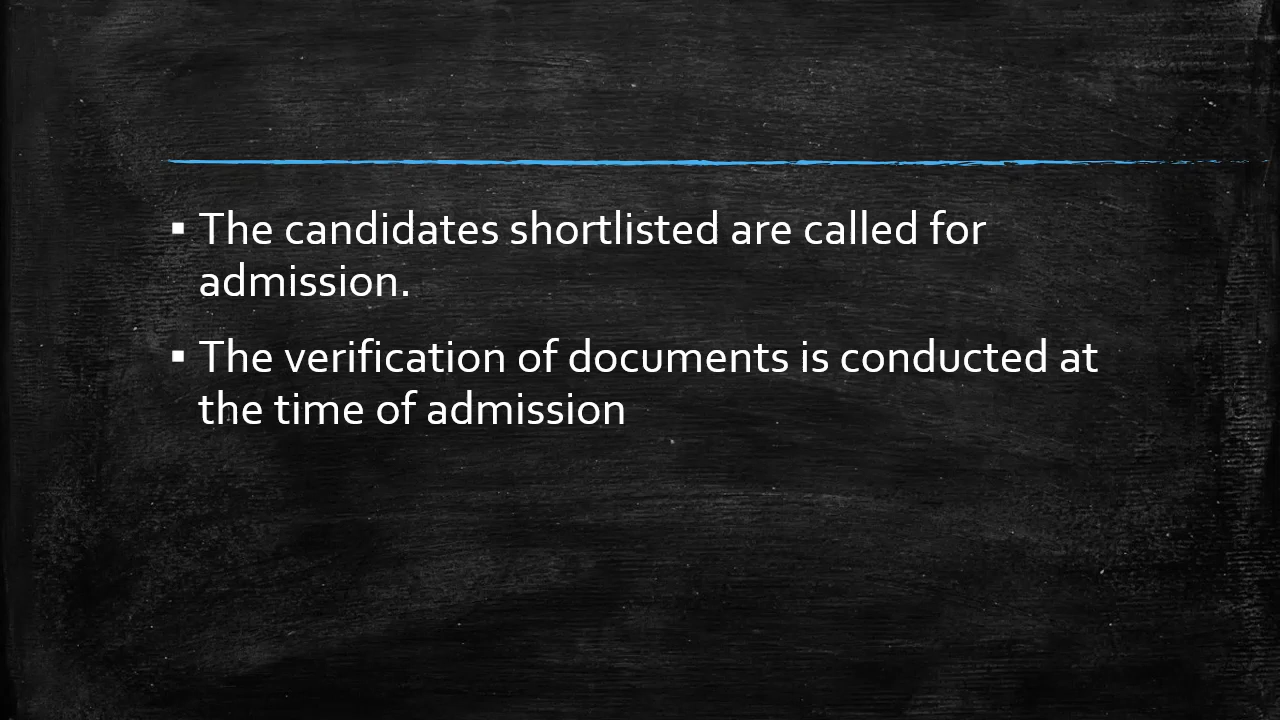 ▪ The candidates shortlisted are called for
admission.
▪ The verification of documents is conducted at
the time of admission